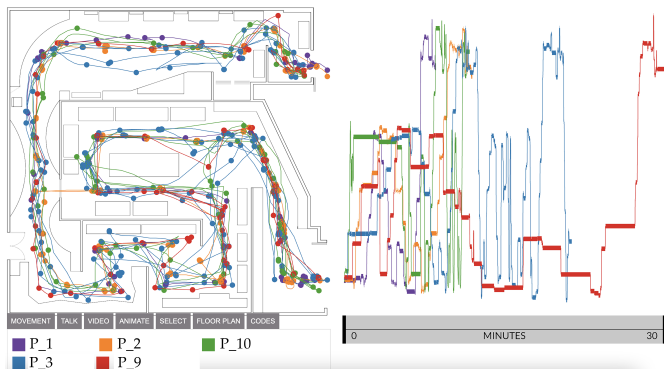 MOVEMENT TALK VIDEO ANIMATE SELECT FLOOR PLAN CODES
P_1 P_2 P_10
P_3 P_9
0 MINUTES 30